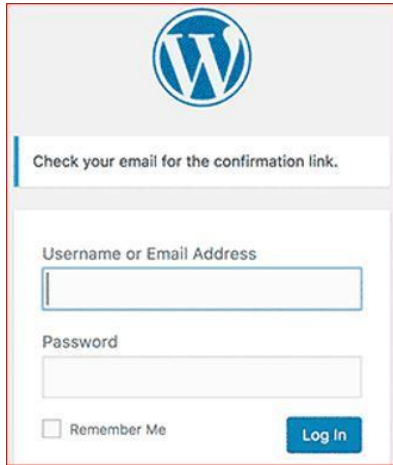 Check your email for the confirmation link.
Username or Email Address
Password
Remember Me
Log In